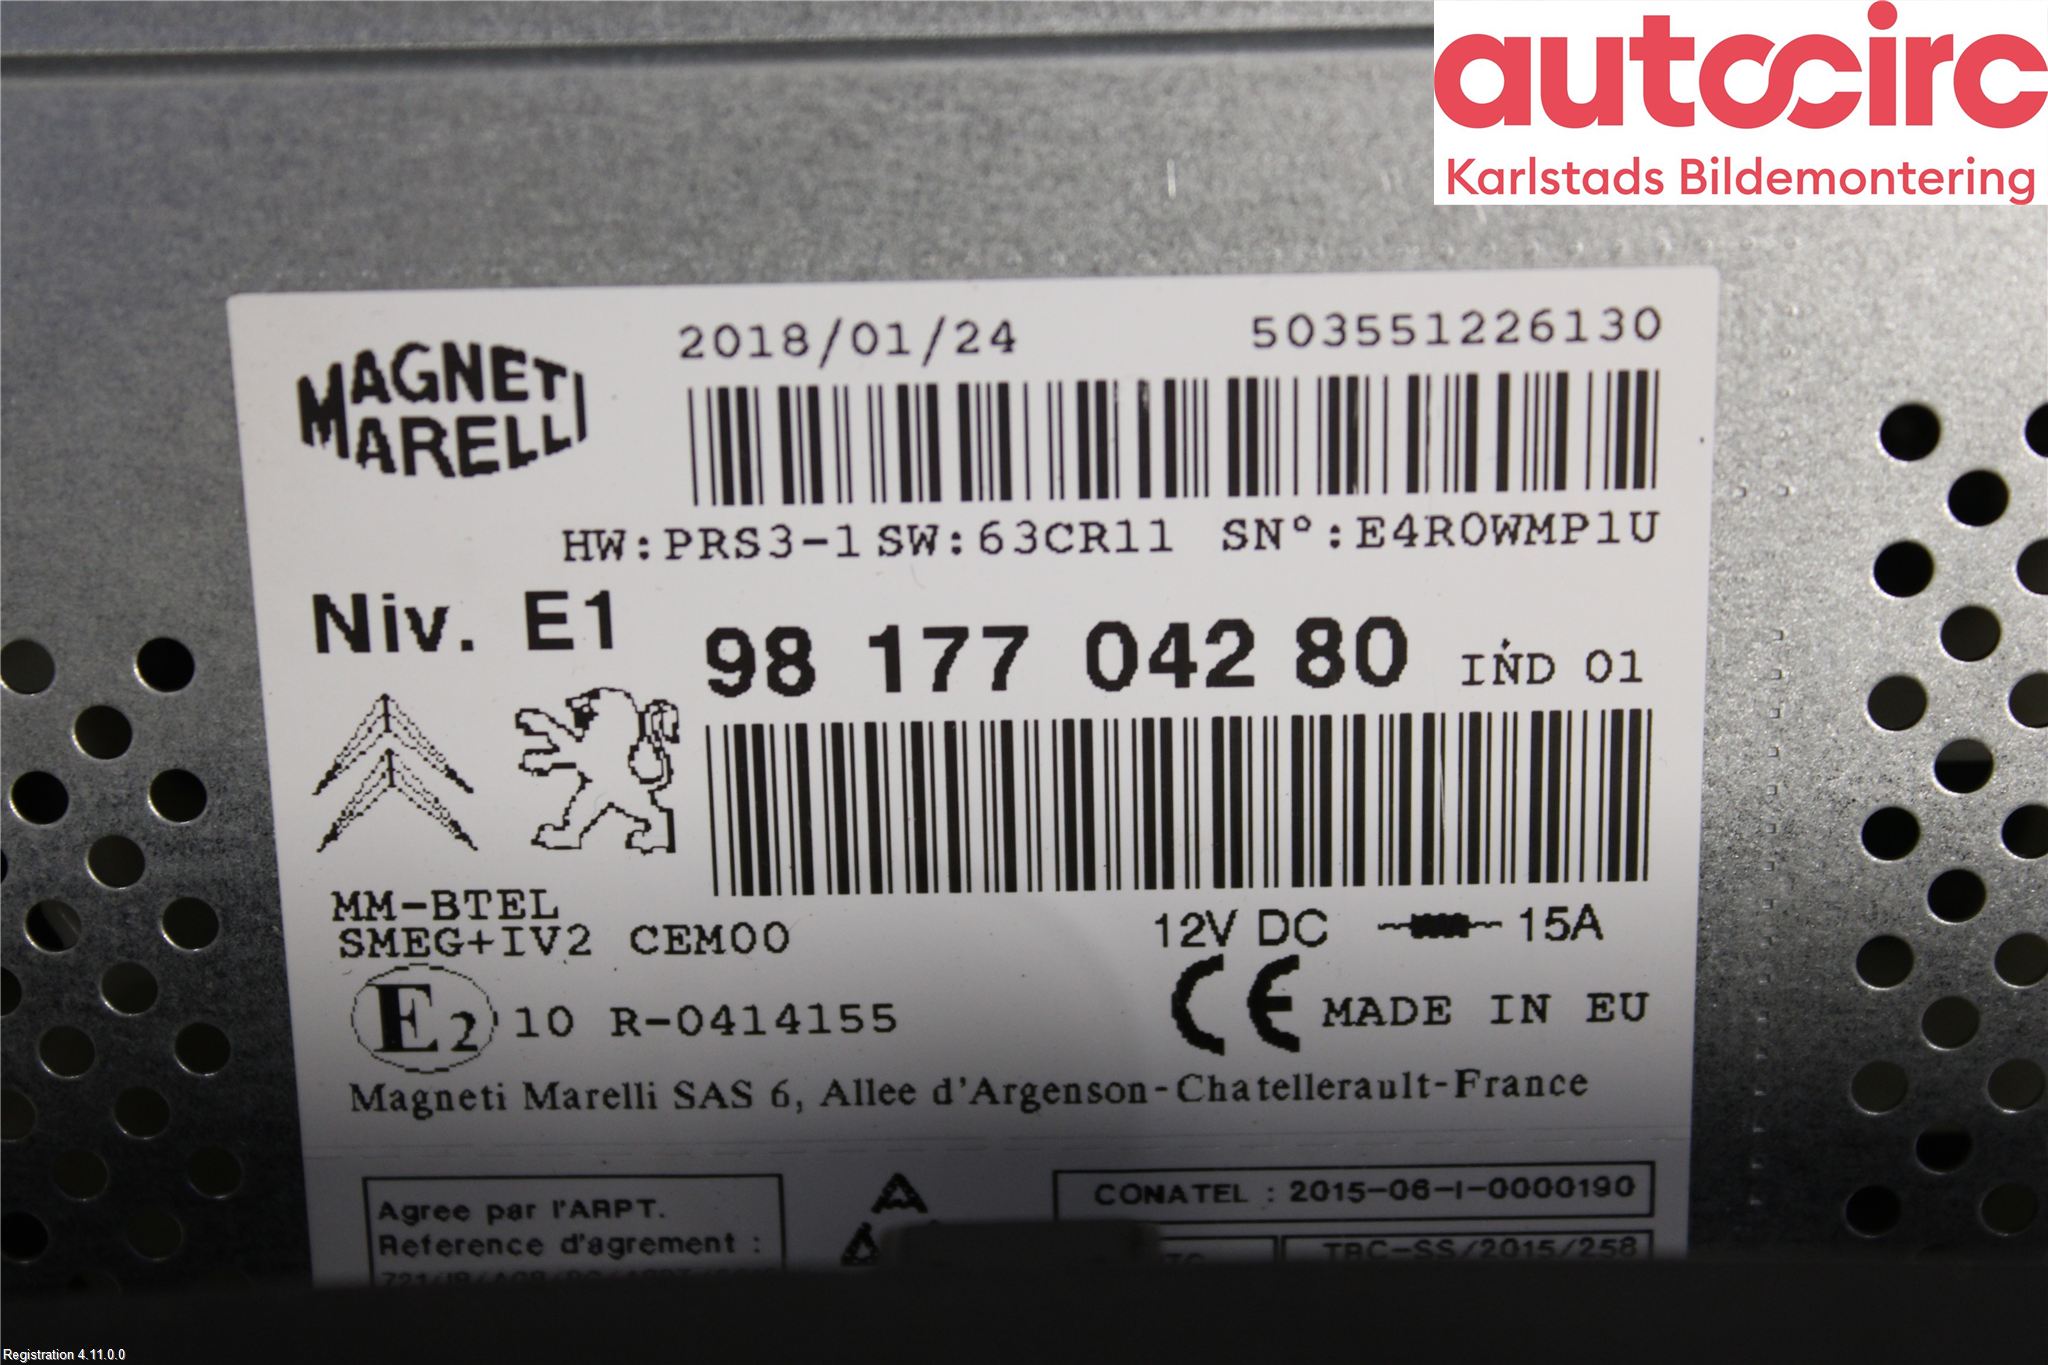 autocirc
Karlstads Bildemontering
MAGNETI
MARELLI
2018/01/24 503551226130
HW:PRS3-1 SW:63CR11 SN°:E4R0WMP1U
Niv. E1
98 177 042 80 IND 01
MM-BTEL
SMEG+IV2 CEM00
12V DC 15A
E2 10 R-0414155
CE MADE IN EU
Magneti Marelli SAS 6, Allee d'Argenson-Chatellerault-France
Agree par l'ARPT.
Reference d'agrement :
CONATEL : 2015-06-I-0000190
TRC-SS/2015/258
Registration 4.11.0.0